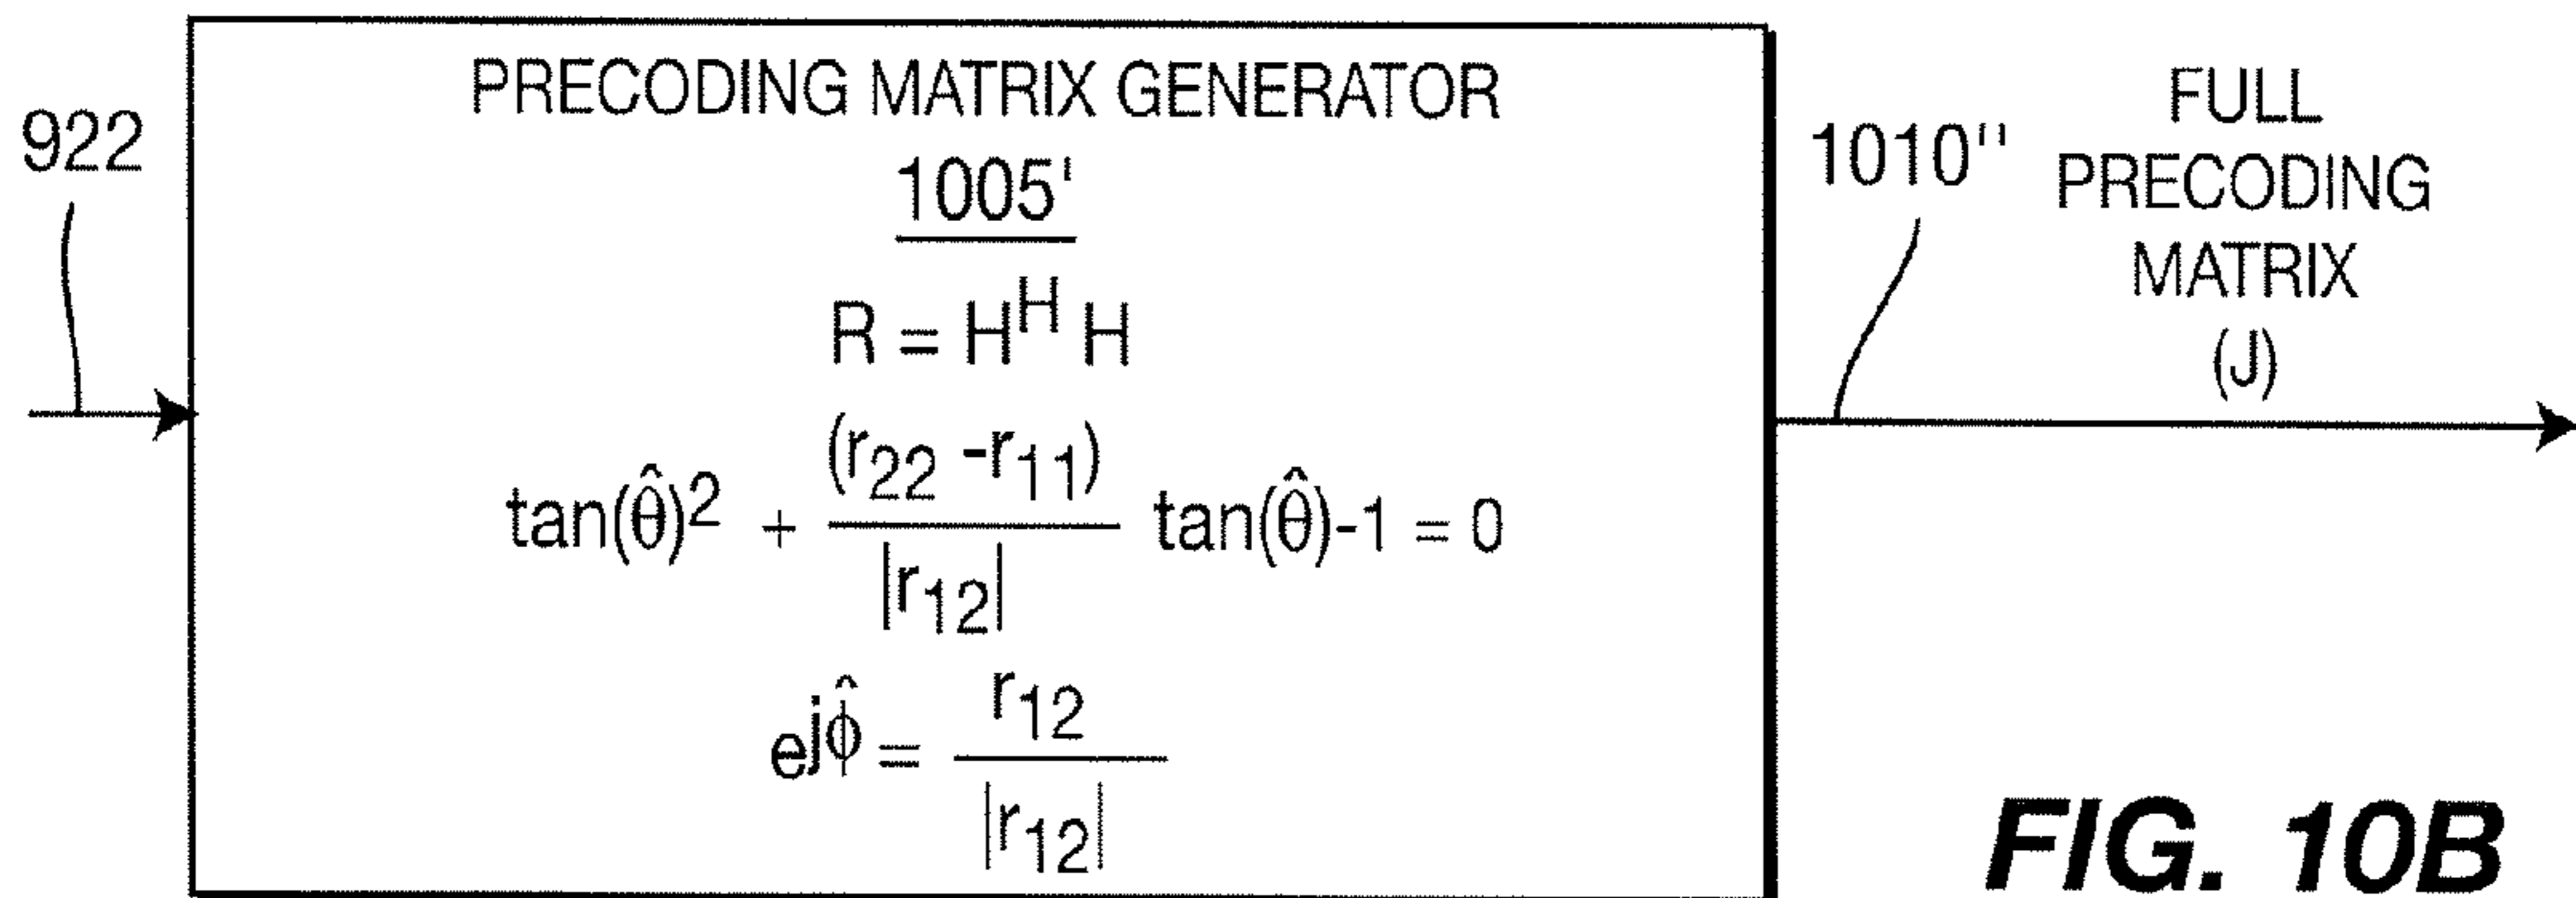 922
PRECODING MATRIX GENERATOR
1005'
R = H^H H
tan(θ̂)2 + (r22 -r11) / |r12| tan(θ̂)-1 = 0
e^jφ̂ = r12 / |r12|
1010''
FULL
PRECODING
MATRIX
(J)
FIG. 10B